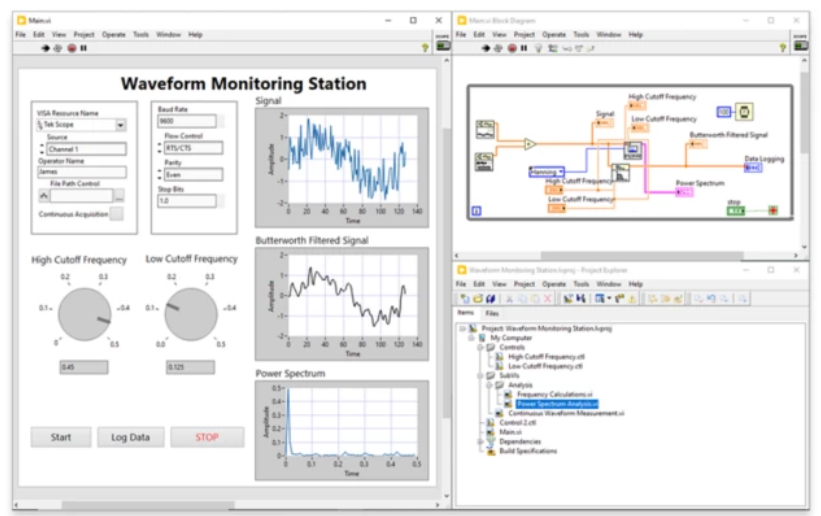 Main.vi
File Edit View Project Operate Tools Window Help
Waveform Monitoring Station
VISA Resource Name
Tek Scope
Source
Channel 1
Operator Name
James
File Path Control
...
Continuous Acquisition
Baud Rate
9600
Flow Control
RTS/CTS
Parity
Even
Stop Bits
1.0
Signal
Amplitude
2
1
0
-1
-2
0 20 40 60 80 100 120 140
Time
High Cutoff Frequency
0.2 0.3
0.1 0.4
0 0.5
0.45
Low Cutoff Frequency
0.2 0.3
0.1 0.4
0.0 0.5
0.125
Butterworth Filtered Signal
Amplitude
2
1
0
-1
-2
0 20 40 60 80 100 120 140
Time
Power Spectrum
Amplitude
0.5
0.4
0.3
0.2
0.1
0
0 0.1 0.2 0.3 0.4 0.5
Time
Start
Log Data
STOP
Main.vi Block Diagram
File Edit View Project Operate Tools Window Help
High Cutoff Frequency
Signal
Low Cutoff Frequency
100
Butterworth Filtered Signal
Data Logging
Hanning
High Cutoff Frequency
Power Spectrum
Low Cutoff Frequency
stop
i
Waveform Monitoring Station.lvproj - Project Explorer
File Edit View Project Operate Tools Window Help
Items Files
Project: Waveform Monitoring Station.lvproj
My Computer
Controls
High Cutoff Frequency.ctl
Low Cutoff Frequency.ctl
SubVIs
Analysis
Frequency Calculations.vi
Power Spectrum Analysis.vi
Continuous Waveform Measurement.vi
Control 2.ctl
Main.vi
Dependencies
Build Specifications